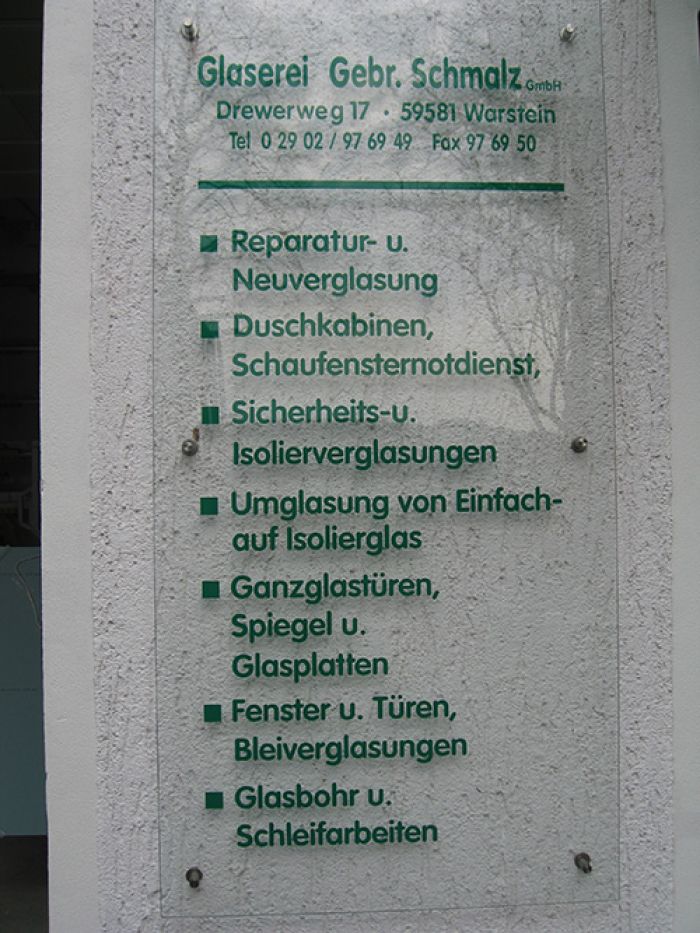 Glaserei Gebr. Schmalz GmbH
Drewerweg 17 · 59581 Warstein
Tel 0 29 02 / 97 69 49 Fax 97 69 50
Reparatur- u.
Neuverglasung
Duschkabinen,
Schaufensternotdienst,
Sicherheits-u.
Isolierverglasungen
Umglasung von Einfach-
auf Isolierglas
Ganzglastüren,
Spiegel u.
Glasplatten
Fenster u. Türen,
Bleiverglasungen
Glasbohr u.
Schleifarbeiten